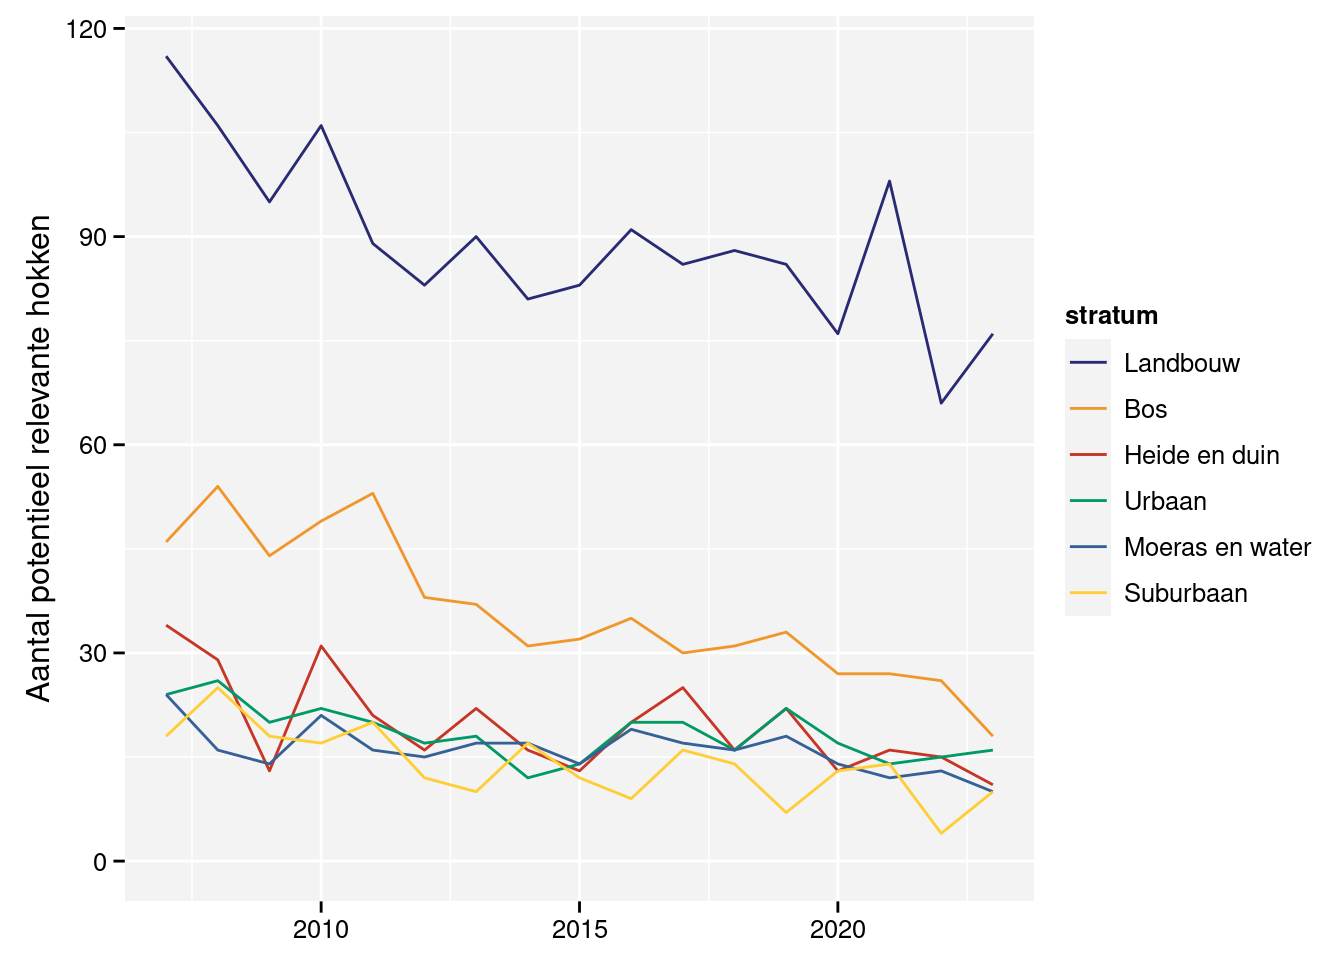 Aantal potentieel relevante hokken
120
90
60
30
0
2010
2015
2020
stratum
Landbouw
Bos
Heide en duin
Urbaan
Moeras en water
Suburbaan